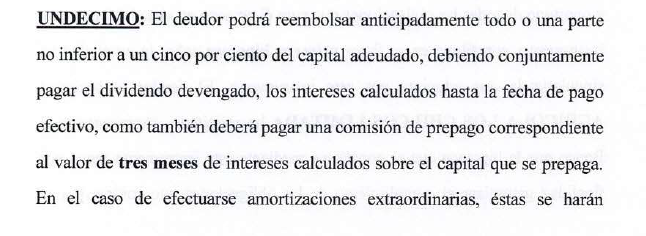 UNDECIMO: El deudor podrá reembolsar anticipadamente todo o una parte
no inferior a un cinco por ciento del capital adeudado, debiendo conjuntamente
pagar el dividendo devengado, los intereses calculados hasta la fecha de pago
efectivo, como también deberá pagar una comisión de prepago correspondiente
al valor de tres meses de intereses calculados sobre el capital que se prepaga.
En el caso de efectuarse amortizaciones extraordinarias, éstas se harán